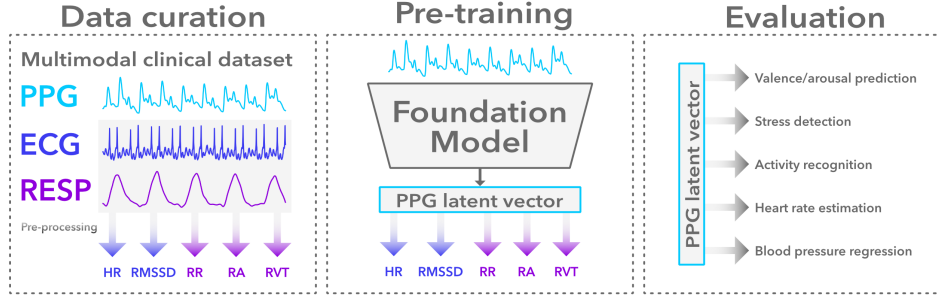 Data curation
Multimodal clinical dataset
PPG
ECG
RESP
Pre-processing
HR RMSSD RR RA RVT
Pre-training
Foundation
Model
PPG latent vector
HR RMSSD RR RA RVT
Evaluation
PPG latent vector
Valence/arousal prediction
Stress detection
Activity recognition
Heart rate estimation
Blood pressure regression